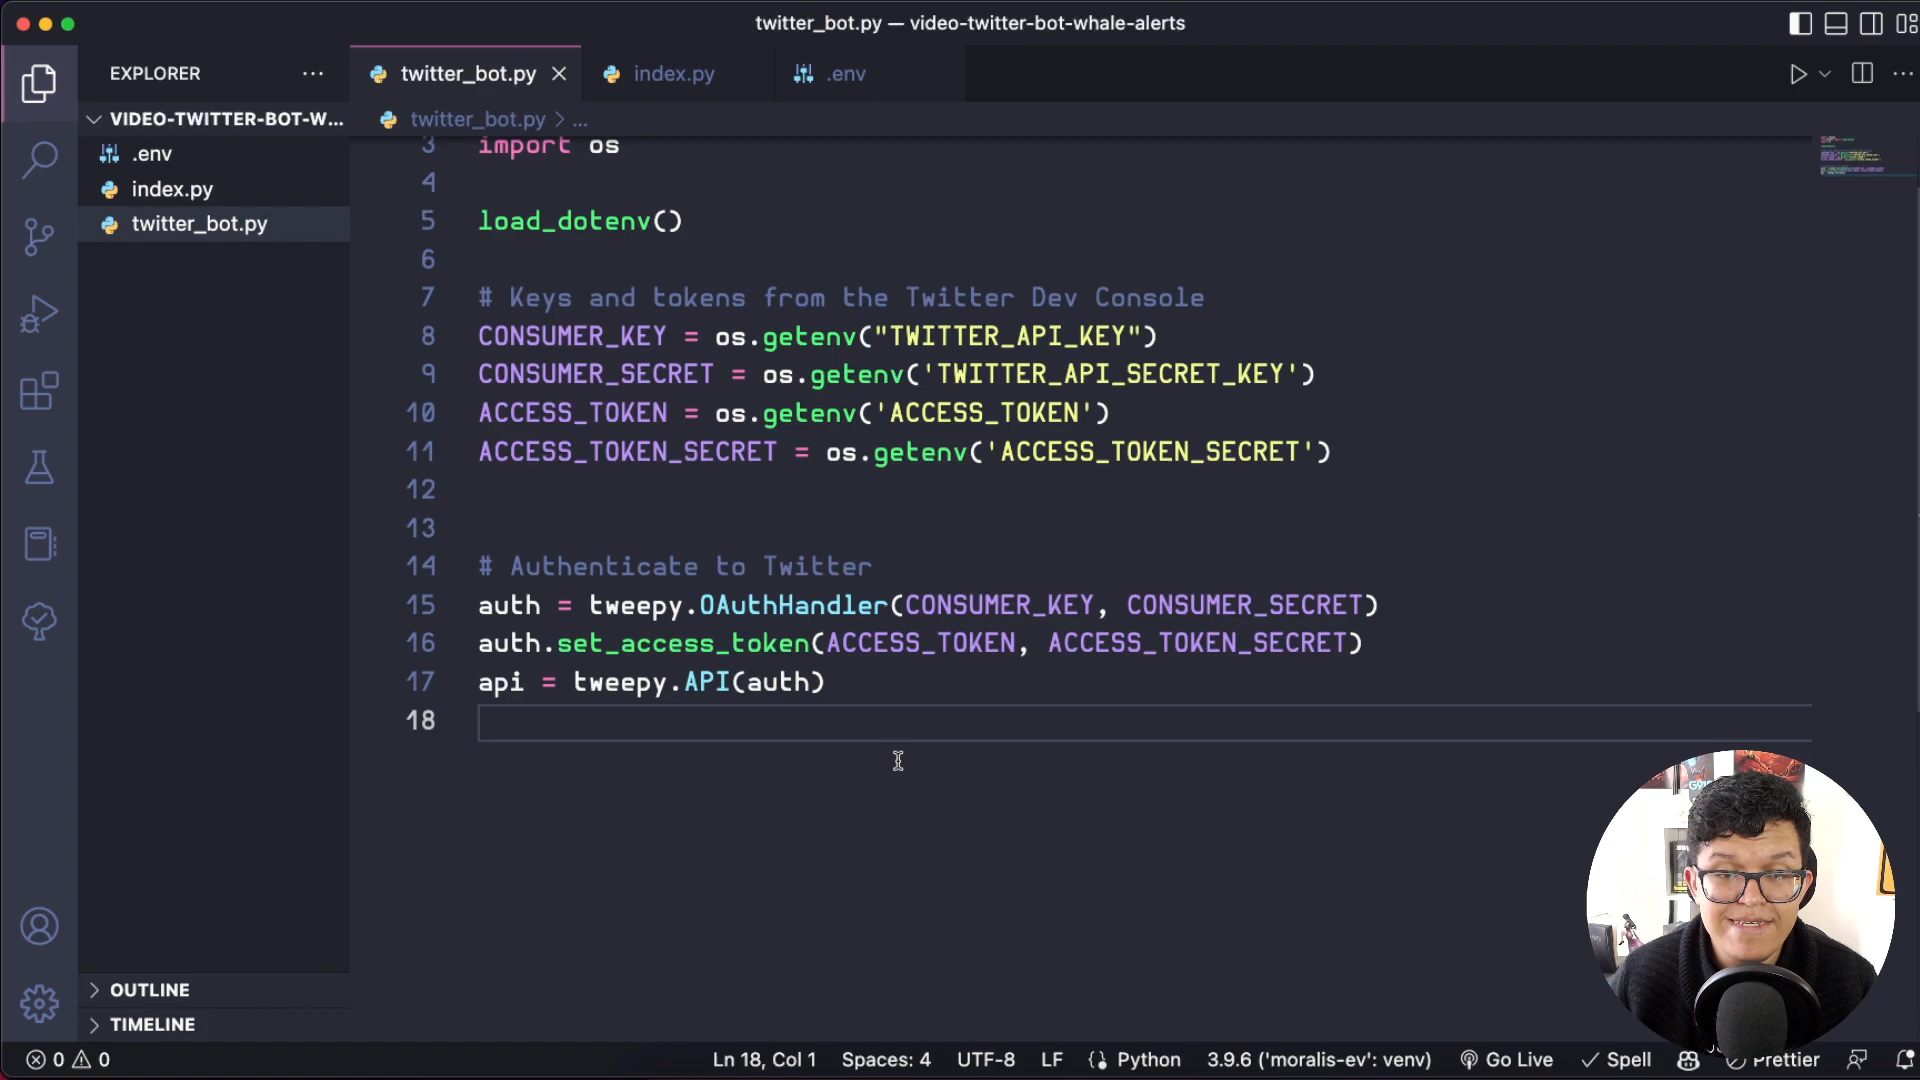 twitter_bot.py — video-twitter-bot-whale-alerts
EXPLORER
twitter_bot.py
index.py
.env
VIDEO-TWITTER-BOT-W...
twitter_bot.py > ...
.env
index.py
twitter_bot.py
3 import os
4
5 load_dotenv()
6
7 # Keys and tokens from the Twitter Dev Console
8 CONSUMER_KEY = os.getenv("TWITTER_API_KEY")
9 CONSUMER_SECRET = os.getenv('TWITTER_API_SECRET_KEY')
10 ACCESS_TOKEN = os.getenv('ACCESS_TOKEN')
11 ACCESS_TOKEN_SECRET = os.getenv('ACCESS_TOKEN_SECRET')
12
13
14 # Authenticate to Twitter
15 auth = tweepy.OAuthHandler(CONSUMER_KEY, CONSUMER_SECRET)
16 auth.set_access_token(ACCESS_TOKEN, ACCESS_TOKEN_SECRET)
17 api = tweepy.API(auth)
18
OUTLINE
TIMELINE
0 0 Ln 18, Col 1 Spaces: 4 UTF-8 LF Python 3.9.6 ('moralis-ev': venv) Go Live Spell Prettier